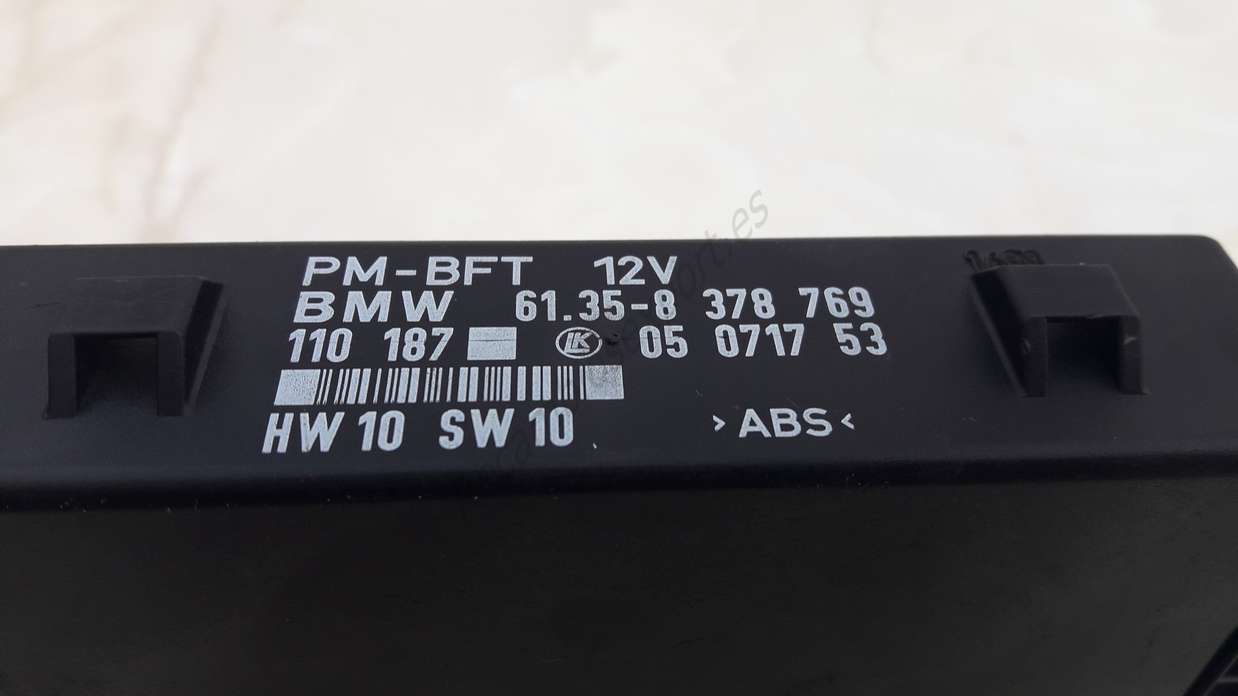 PM-BFT 12V
BMW 61.35-8 378 769
110 187 LK 05 0717 53
HW 10 SW 10 >ABS<